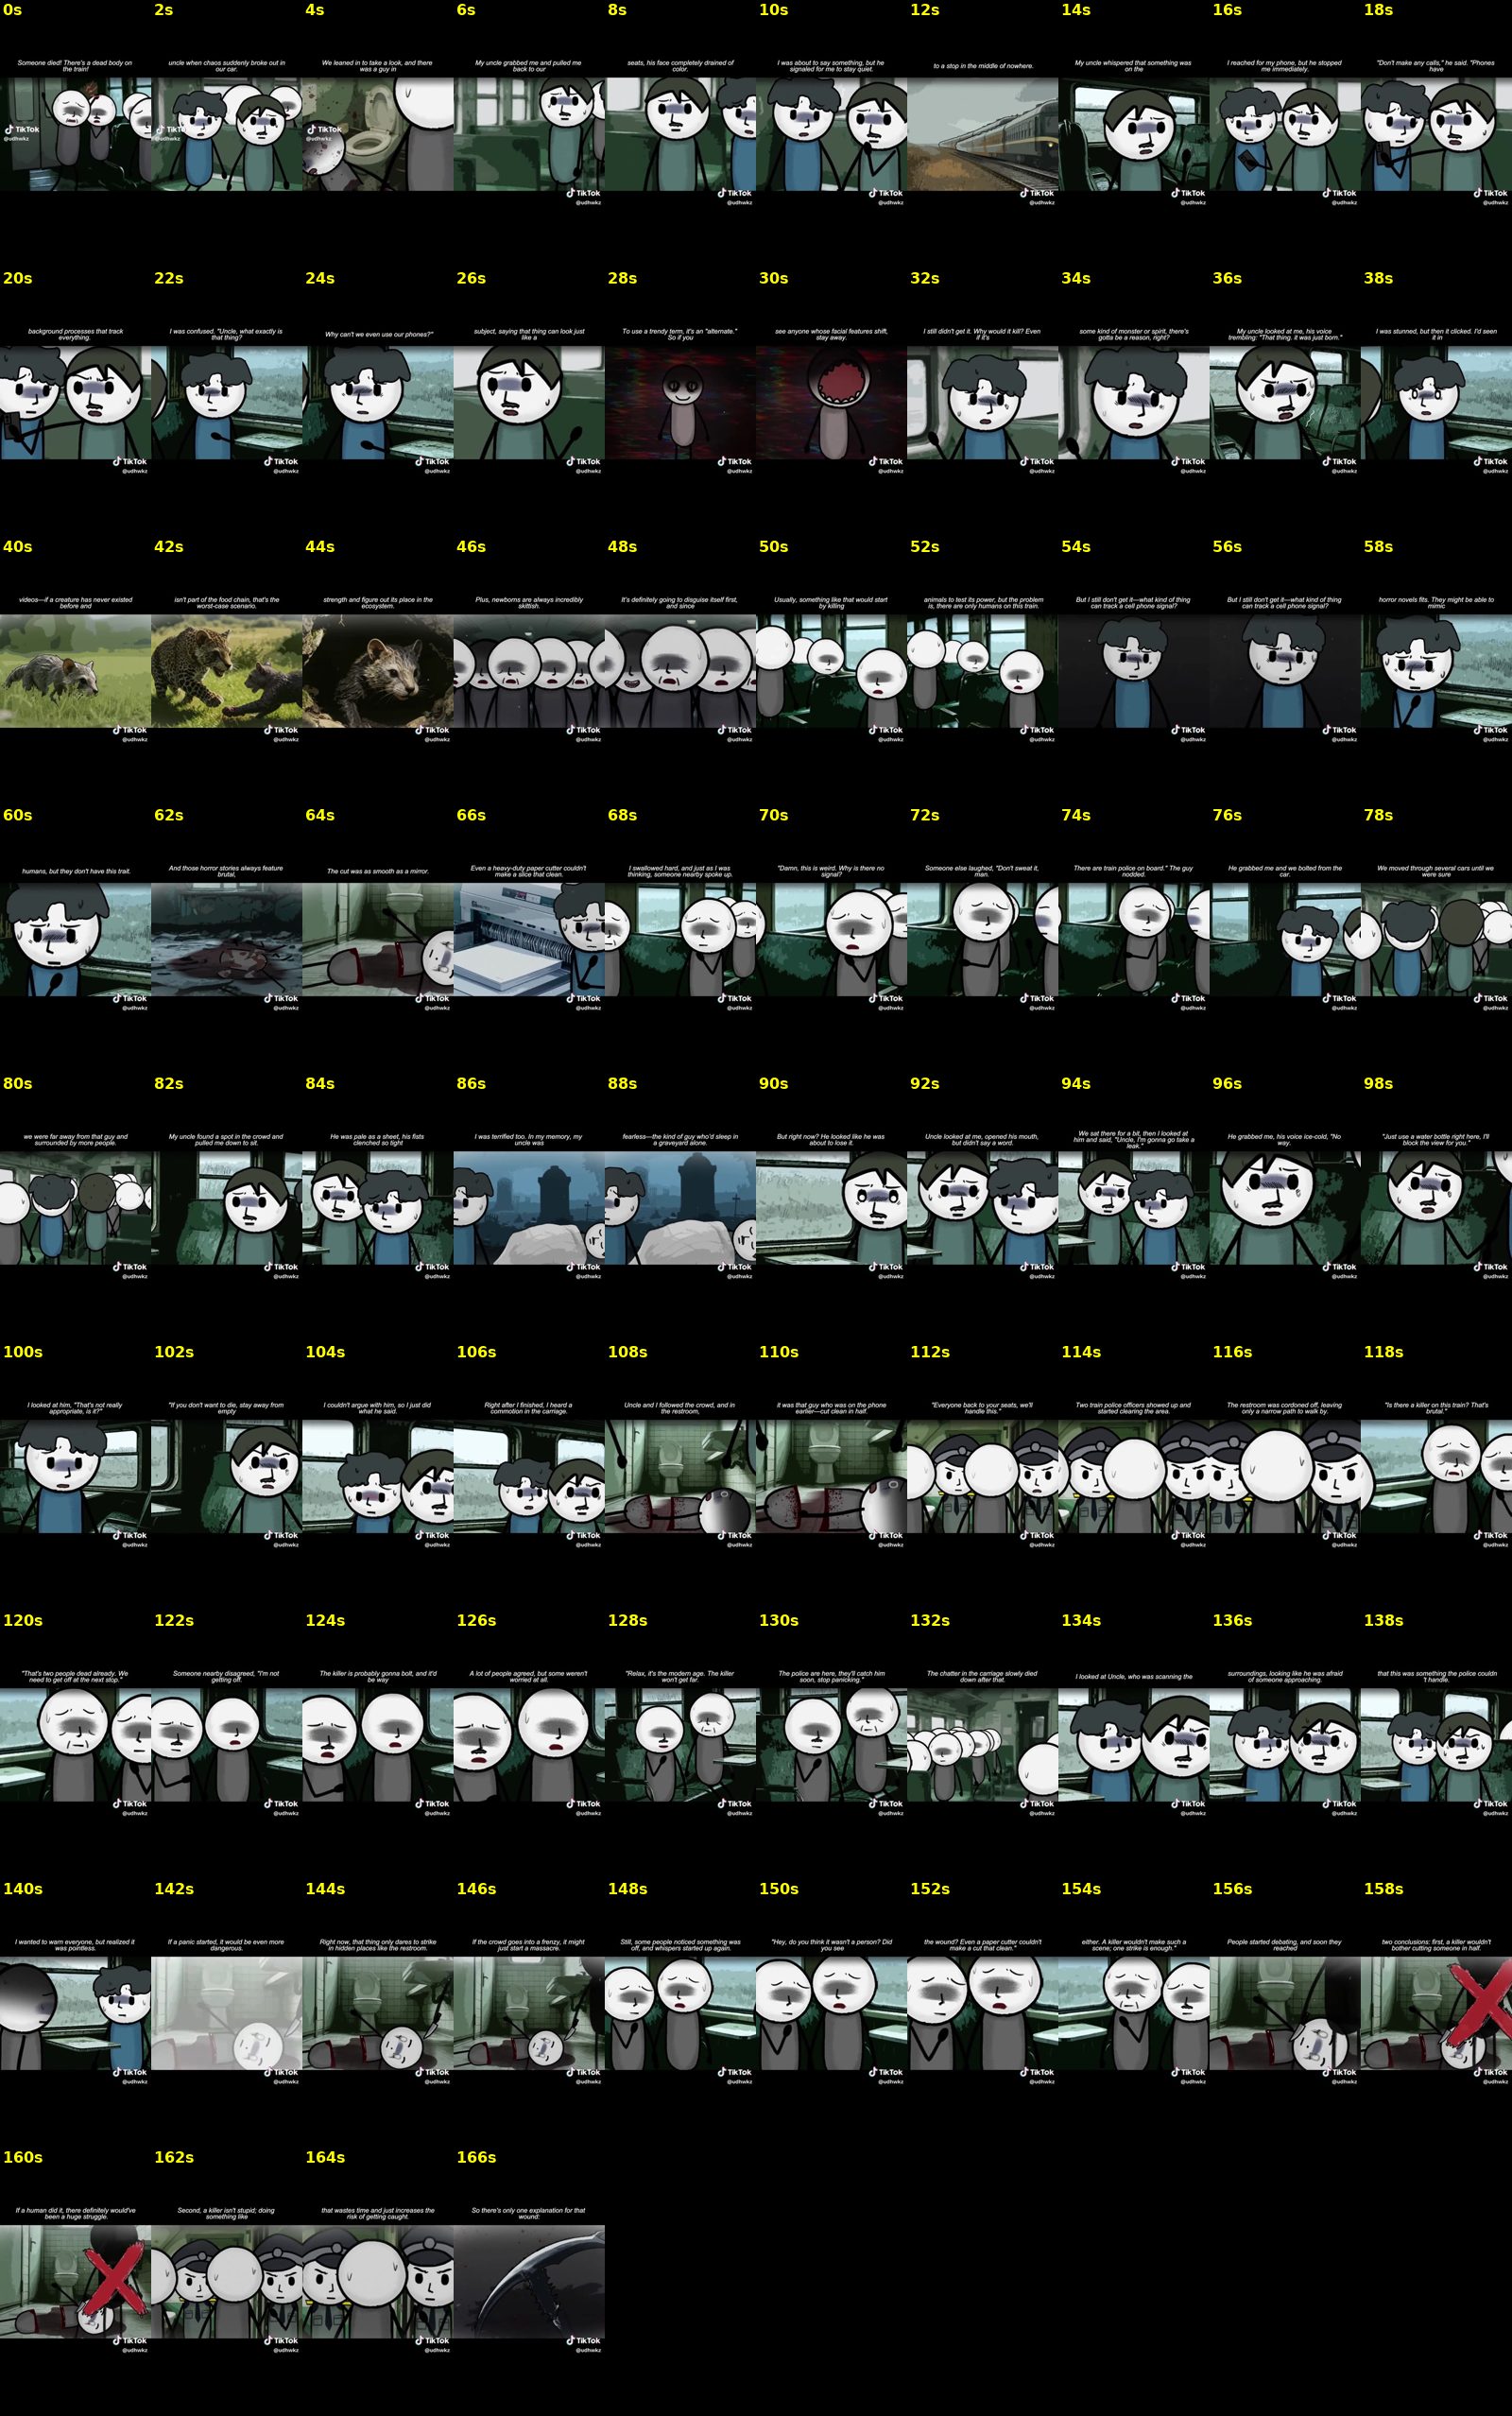 0s
2s
4s
6s
8s
10s
12s
14s
16s
18s
Someone died! There's a dead body on
the train!
uncle when chaos suddenly broke out in
our car.
We leaned in to take a look, and there
was a guy in
My uncle grabbed me and pulled me
back to our
seats, his face completely drained of
color.
I was about to say something, but he
signaled for me to stay quiet.
to a stop in the middle of nowhere.
My uncle whispered that something was
on the
I reached for my phone, but he stopped
me immediately.
"Don't make any calls," he said. "Phones
have
TikTok
@udhwkz
20s
22s
24s
26s
28s
30s
32s
34s
36s
38s
background processes that track
everything.
I was confused. "Uncle, what exactly is
that thing?
Why can't we even use our phones?"
subject, saying that thing can look just
like a
To use a trendy term, it's an "alternate."
So if you
see anyone whose facial features shift,
stay away.
I still didn't get it. Why would it kill? Even
if it's
some kind of monster or spirit, there's
gotta be a reason, right?
My uncle looked at me, his voice
trembling: "That thing. It was just born."
I was stunned, but then it clicked. I'd seen
it in
TikTok
@udhwkz
40s
42s
44s
46s
48s
50s
52s
54s
56s
58s
videos—if a creature has never existed
before and
isn't part of the food chain, that's the
worst-case scenario.
strength and figure out its place in the
ecosystem.
Plus, newborns are always incredibly
skittish.
It's definitely going to disguise itself first,
and since
Usually, something like that would start
by killing
animals to test its power, but the problem
is, there are only humans on this train.
But I still don't get it—what kind of thing
can track a cell phone signal?
But I still don't get it—what kind of thing
can track a cell phone signal?
horror novels fits. They might be able to
mimic
TikTok
@udhwkz
60s
62s
64s
66s
68s
70s
72s
74s
76s
78s
humans, but they don't have this trait.
And those horror stories always feature
brutal,
The cut was as smooth as a mirror.
Even a heavy-duty paper cutter couldn't
make a slice that clean.
I swallowed hard, and just as I was
thinking, someone nearby spoke up.
"Damn, this is weird. Why is there no
signal?
Someone else laughed, "Don't sweat it,
man.
There are train police on board." The guy
nodded.
He grabbed me and we bolted from the
car.
We moved through several cars until we
were sure
TikTok
@udhwkz
80s
82s
84s
86s
88s
90s
92s
94s
96s
98s
we were far away from that guy and
surrounded by more people.
My uncle found a spot in the crowd and
pulled me down to sit.
He was pale as a sheet, his fists
clenched so tight
I was terrified too. In my memory, my
uncle was
fearless—the kind of guy who'd sleep in
a graveyard alone.
But right now? He looked like he was
about to lose it.
Uncle looked at me, opened his mouth,
but didn't say a word.
We sat there for a bit, then I looked at
him and said, "Uncle, I'm gonna go take a
leak."
He grabbed me, his voice ice-cold, "No
way.
"Just use a water bottle right here, I'll
block the view for you."
TikTok
@udhwkz
100s
102s
104s
106s
108s
110s
112s
114s
116s
118s
I looked at him, "That's not really
appropriate, is it?"
"If you don't want to die, stay away from
empty
I couldn't argue with him, so I just did
what he said.
Right after I finished, I heard a
commotion in the carriage.
Uncle and I followed the crowd, and in
the restroom,
it was that guy who was on the phone
earlier—cut clean in half.
"Everyone back to your seats, we'll
handle this."
Two train police officers showed up and
started clearing the area.
The restroom was cordoned off, leaving
only a narrow path to walk by.
"Is there a killer on this train? That's
brutal."
TikTok
@udhwkz
120s
122s
124s
126s
128s
130s
132s
134s
136s
138s
"That's two people dead already. We
need to get off at the next stop."
Someone nearby disagreed, "I'm not
getting off.
The killer is probably gonna bolt, and it'd
be way
A lot of people agreed, but some weren't
worried at all.
"Relax, it's the modern age. The killer
won't get far.
The police are here, they'll catch him
soon, stop panicking."
The chatter in the carriage slowly died
down after that.
I looked at Uncle, who was scanning the
surroundings, looking like he was afraid
of someone approaching.
that this was something the police couldn
't handle.
TikTok
@udhwkz
140s
142s
144s
146s
148s
150s
152s
154s
156s
158s
I wanted to warn everyone, but realized it
was pointless.
If a panic started, it would be even more
dangerous.
Right now, that thing only dares to strike
in hidden places like the restroom.
If the crowd goes into a frenzy, it might
just start a massacre.
Still, some people noticed something was
off, and whispers started up again.
"Hey, do you think it wasn't a person? Did
you see
the wound? Even a paper cutter couldn't
make a cut that clean."
either. A killer wouldn't make such a
scene; one strike is enough."
People started debating, and soon they
reached
two conclusions: first, a killer wouldn't
bother cutting someone in half.
TikTok
@udhwkz
160s
162s
164s
166s
If a human did it, there definitely would've
been a huge struggle.
Second, a killer isn't stupid; doing
something like
that wastes time and just increases the
risk of getting caught.
So there's only one explanation for that
wound:
TikTok
@udhwkz